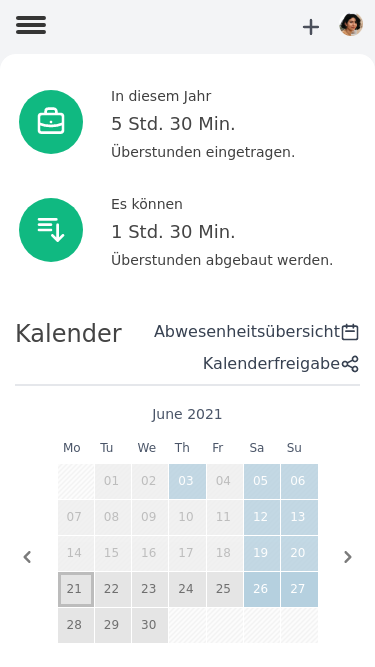 In diesem Jahr
5 Std. 30 Min.
Überstunden eingetragen.
Es können
1 Std. 30 Min.
Überstunden abgebaut werden.
Kalender
Abwesenheitsübersicht
Kalenderfreigabe
June 2021
Mo Tu We Th Fr Sa Su
01 02 03 04 05 06
07 08 09 10 11 12 13
14 15 16 17 18 19 20
21 22 23 24 25 26 27
28 29 30